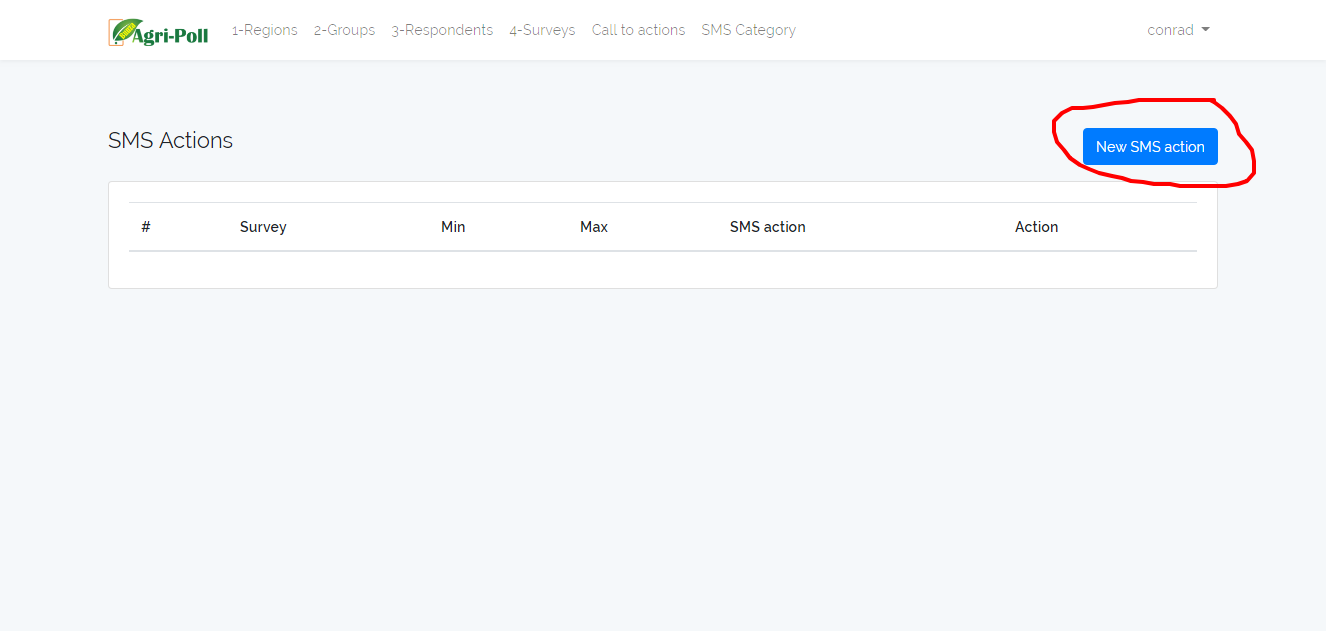 Agri-Poll 1-Regions 2-Groups 3-Respondents 4-Surveys Call to actions SMS Category conrad
SMS Actions
New SMS action
# Survey Min Max SMS action Action